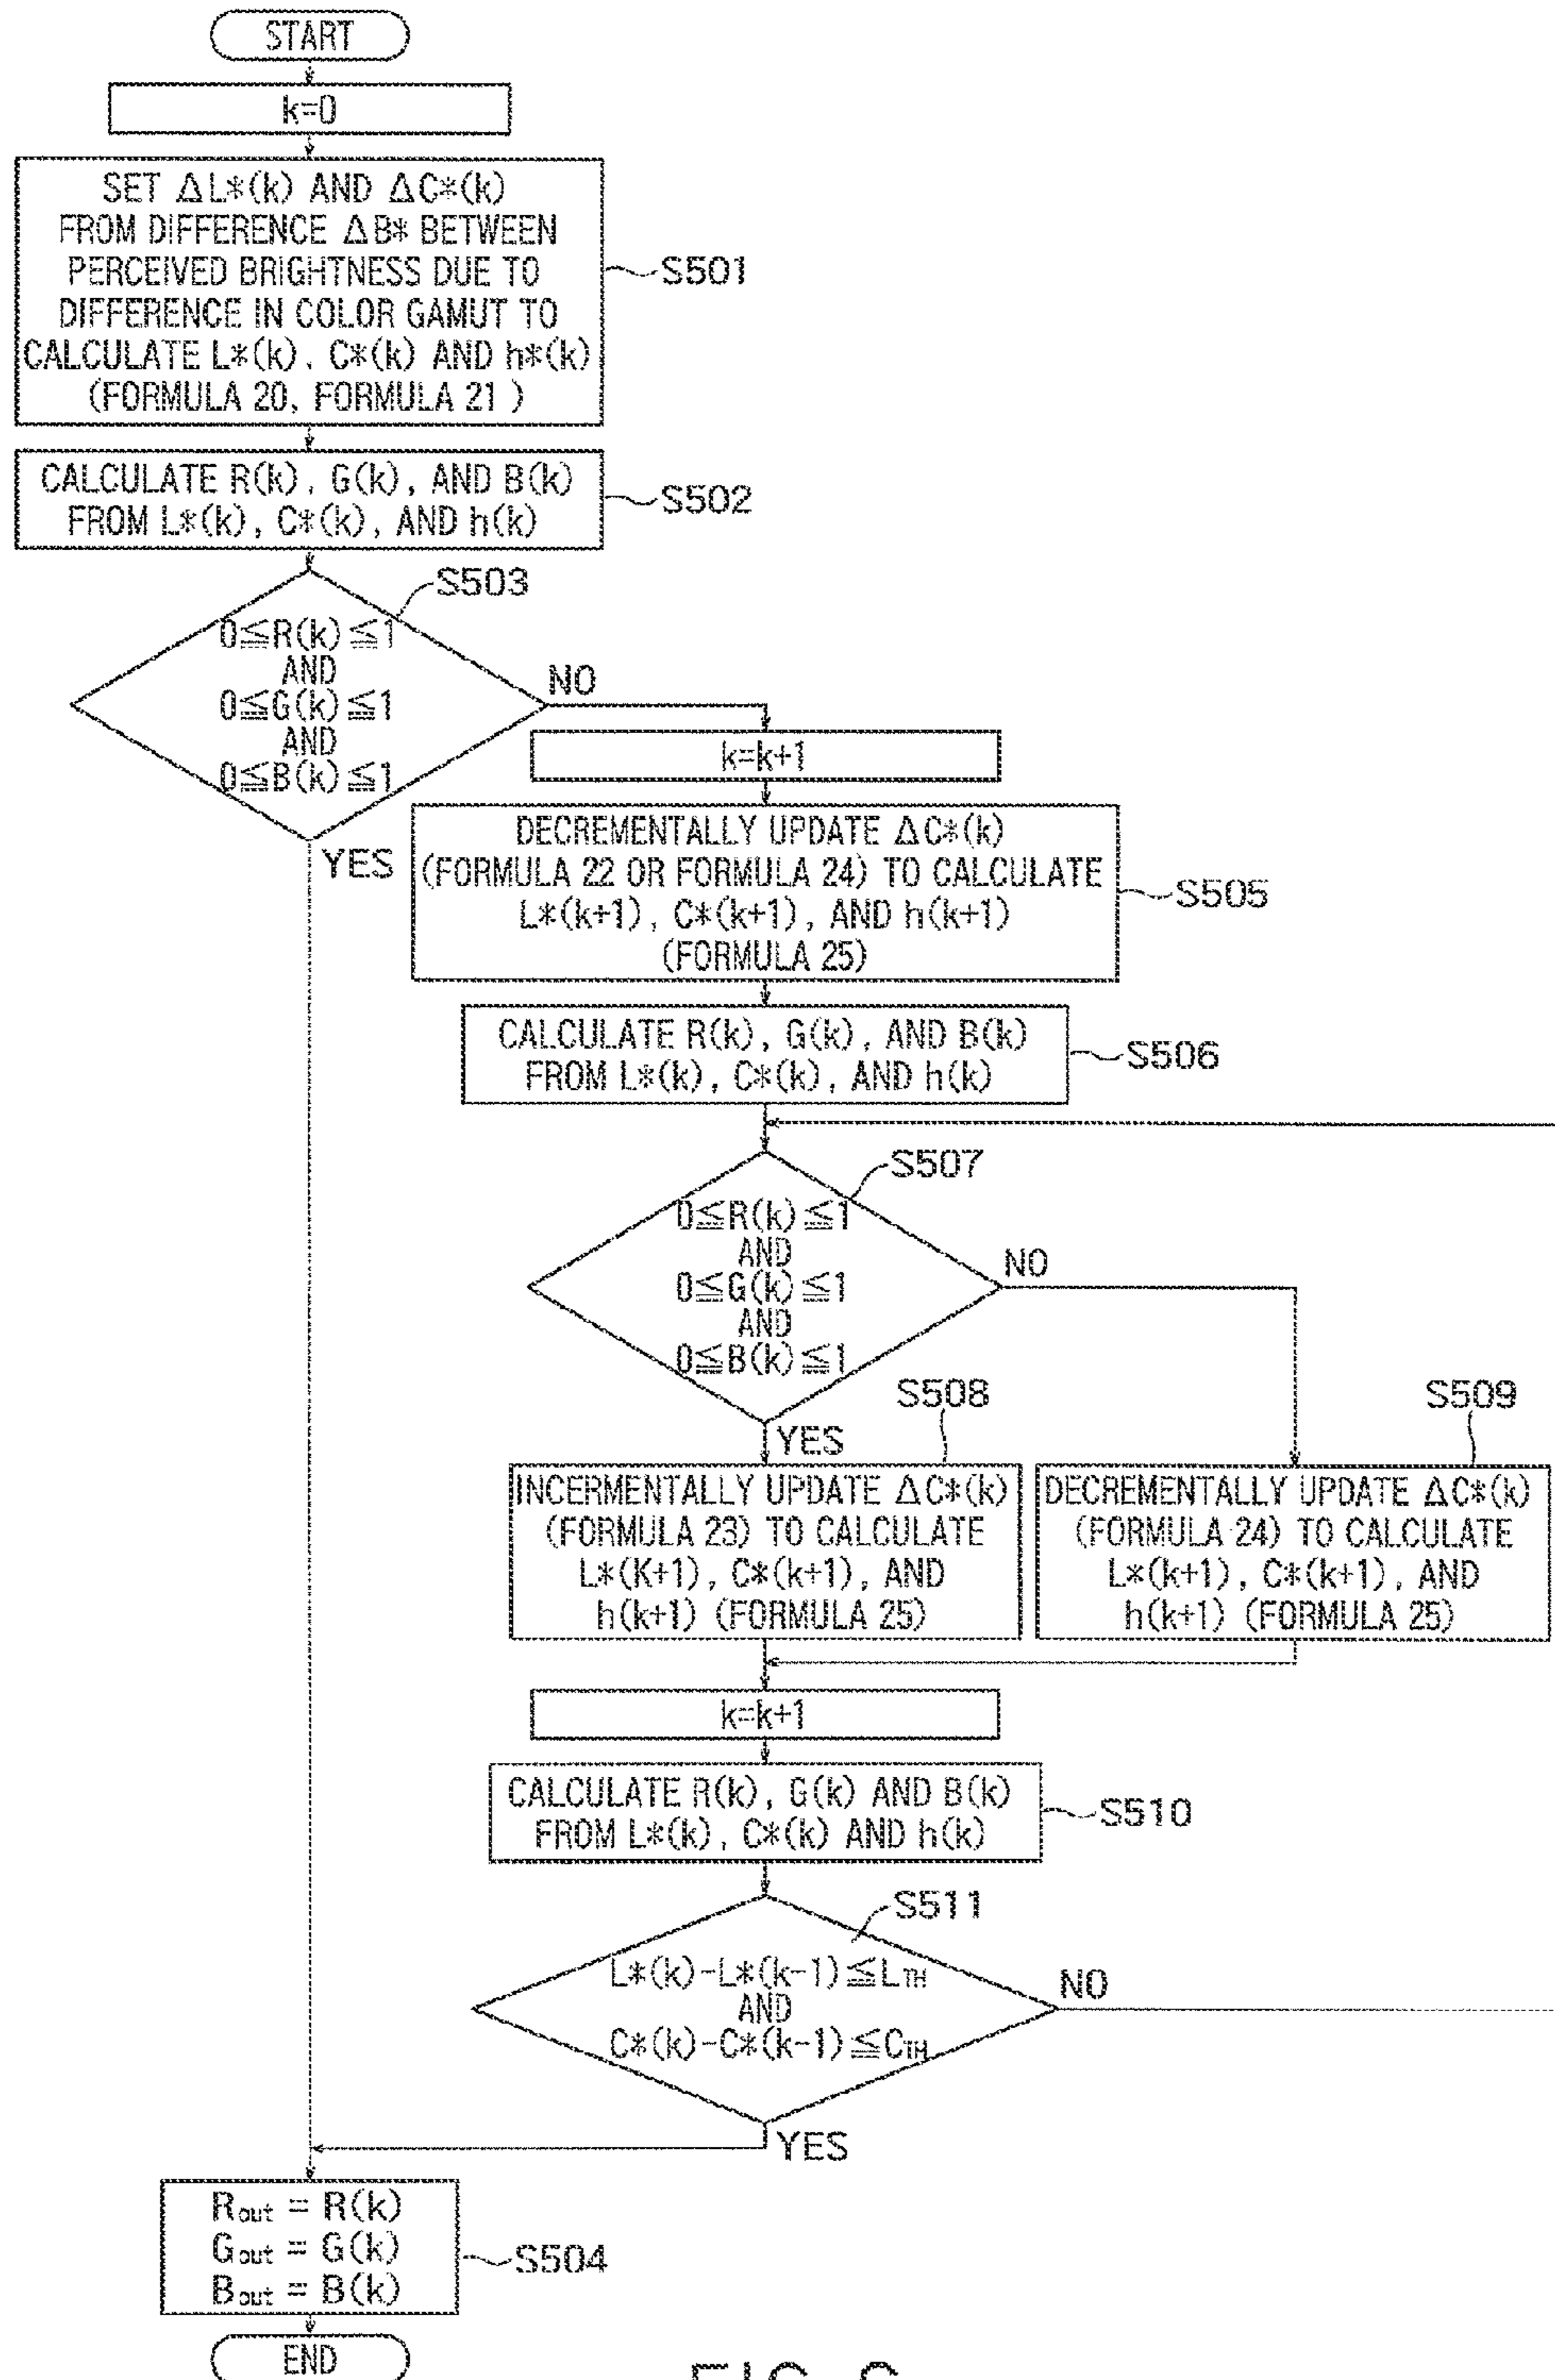 START
k=0
SET ΔL*(k) AND ΔC*(k)
FROM DIFFERENCE ΔB* BETWEEN
PERCEIVED BRIGHTNESS DUE TO
DIFFERENCE IN COLOR GAMUT TO
CALCULATE L*(k), C*(k) AND h*(k)
(FORMULA 20, FORMULA 21 )
S501
CALCULATE R(k), G(k), AND B(k)
FROM L*(k), C*(k), AND h(k)
S502
S503
0≦R(k)≦1
AND
0≦G(k)≦1
AND
0≦B(k)≦1
NO
YES
k=k+1
DECREMENTALLY UPDATE ΔC*(k)
(FORMULA 22 OR FORMULA 24) TO CALCULATE
L*(k+1), C*(k+1), AND h(k+1)
(FORMULA 25)
S505
CALCULATE R(k), G(k), AND B(k)
FROM L*(k), C*(k), AND h(k)
S506
S507
0≦R(k)≦1
AND
0≦G(k)≦1
AND
0≦B(k)≦1
NO
YES
S508
INCERMENTALLY UPDATE ΔC*(k)
(FORMULA 23) TO CALCULATE
L*(K+1), C*(k+1), AND
h(k+1) (FORMULA 25)
S509
DECREMENTALLY UPDATE ΔC*(k)
(FORMULA 24) TO CALCULATE
L*(k+1), C*(k+1), AND
h(k+1) (FORMULA 25)
k=k+1
CALCULATE R(k), G(k) AND B(k)
FROM L*(k), C*(k) AND h(k)
S510
S511
L*(k)-L*(k-1)≦LTH
AND
C*(k)-C*(k-1)≦CTH
NO
YES
Rout = R(k)
Gout = G(k)
Bout = B(k)
S504
END